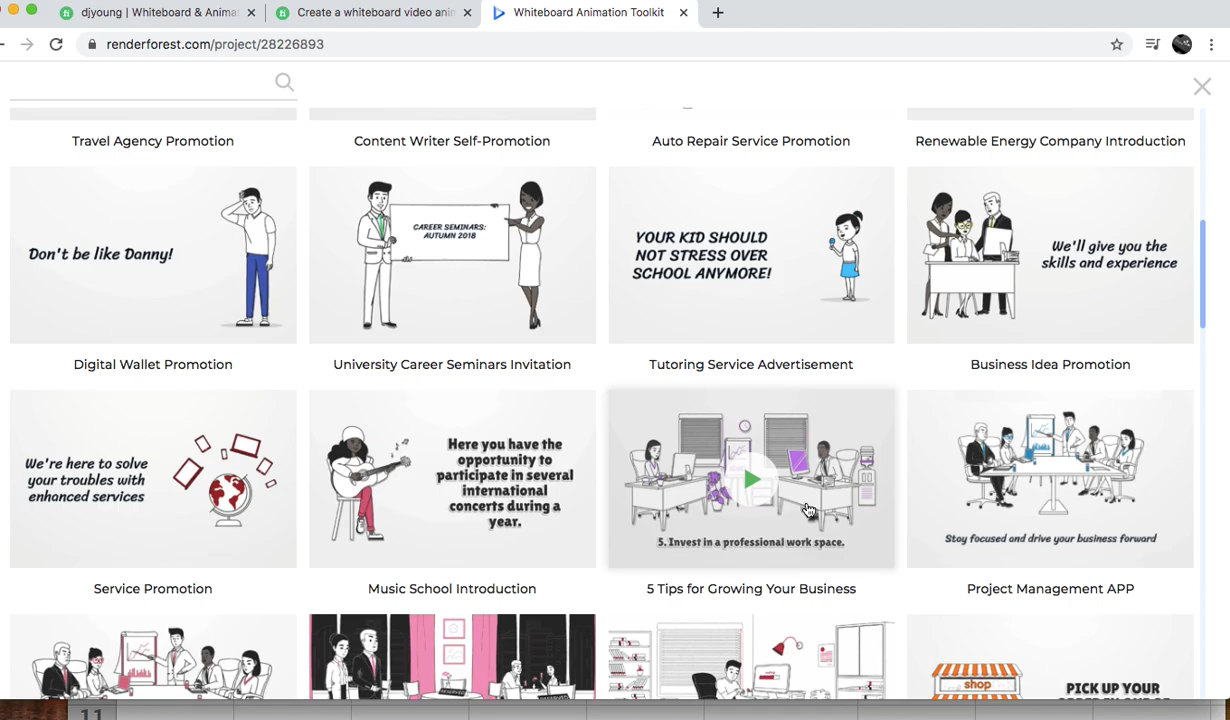 djyoung | Whiteboard & Anima
Create a whiteboard video anin
Whiteboard Animation Toolkit
renderforest.com/project/28226893
Travel Agency Promotion
Content Writer Self-Promotion
Auto Repair Service Promotion
Renewable Energy Company Introduction
Don't be like Danny!
CAREER SEMINARS:
AUTUMN 2018
YOUR KID SHOULD
NOT STRESS OVER
SCHOOL ANYMORE!
We'll give you the
skills and experience
Digital Wallet Promotion
University Career Seminars Invitation
Tutoring Service Advertisement
Business Idea Promotion
We're here to solve
your troubles with
enhanced services
Here you have the
opportunity to
participate in several
international
concerts during a
year.
5. Invest in a professional work space.
Stay focused and drive your business forward
Service Promotion
Music School Introduction
5 Tips for Growing Your Business
Project Management APP
shop
PICK UP YOUR
11